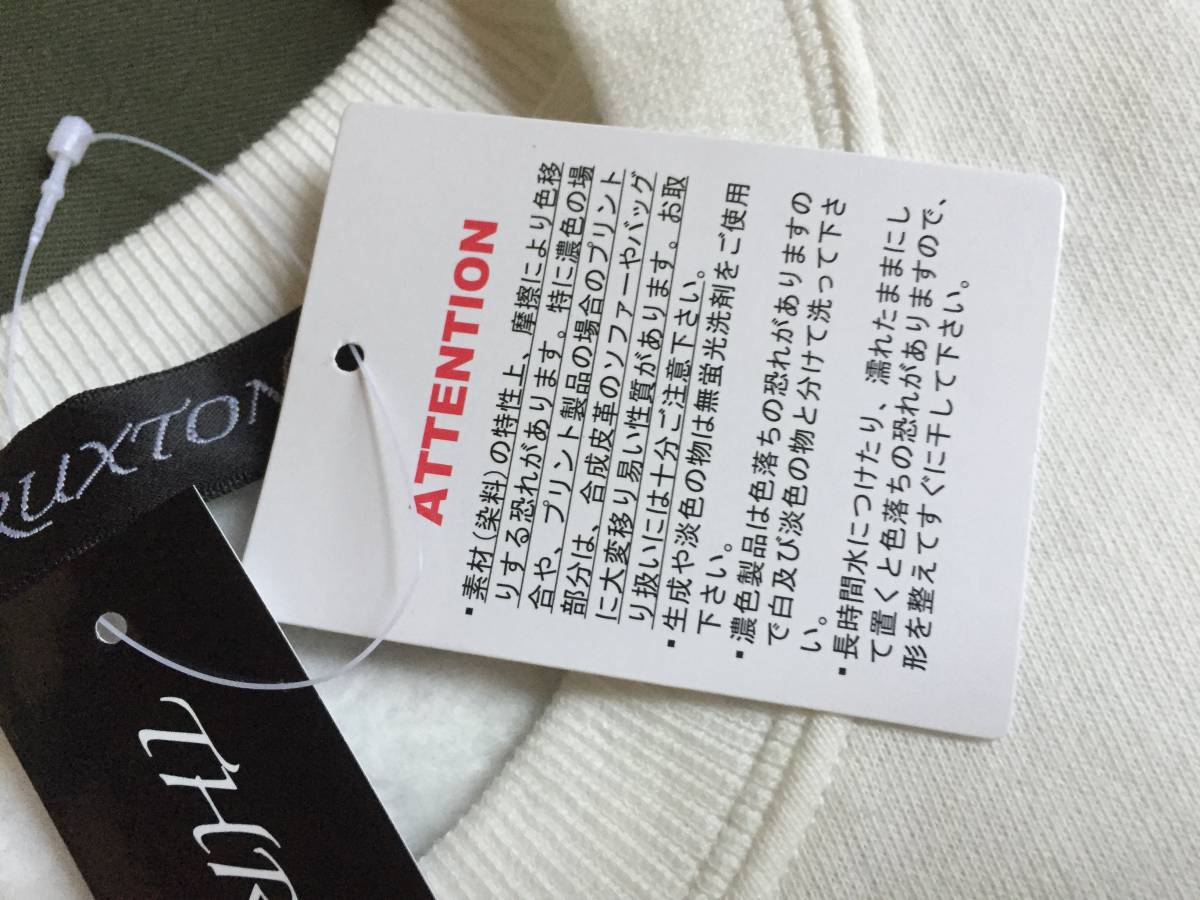 ATTENTION
・素材(染料)の特性上、摩擦により色移
りする恐れがあります。特に濃色の場
合や、プリント製品の場合のプリント
部分は、合成皮革のソファーやバッグ
に大変移り易い性質があります。お取
り扱いには十分ご注意下さい。
・生成や淡色の物は無蛍光洗剤をご使用
下さい。
・濃色製品は色落ちの恐れがありますの
で白及び淡色の物と分けて洗って下さ
い。
・長時間水につけたり、濡れたままにし
て置くと色落ちの恐れがありますので、
形を整えてすぐに干して下さい。